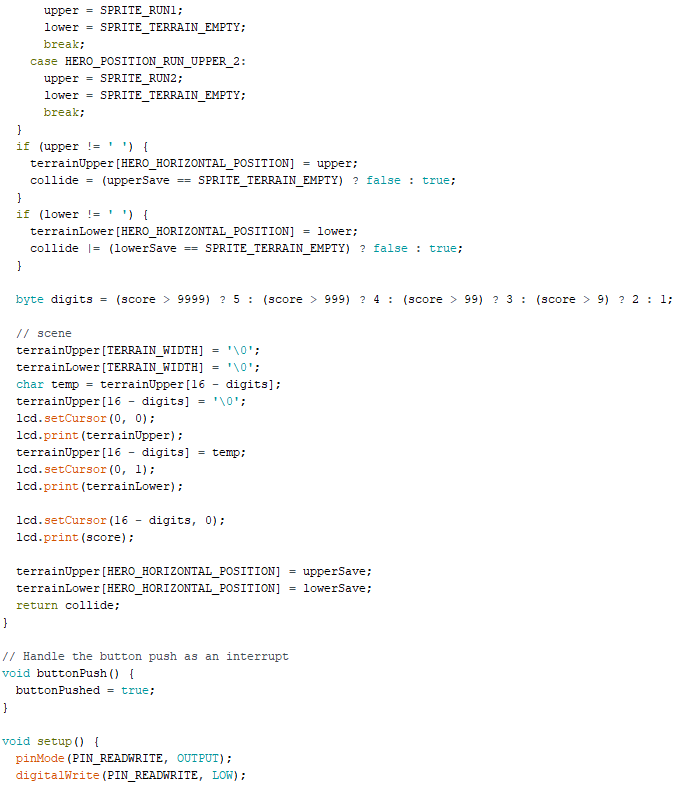 upper = SPRITE_RUN1;
lower = SPRITE_TERRAIN_EMPTY;
break;
case HERO_POSITION_RUN_UPPER_2:
upper = SPRITE_RUN2;
lower = SPRITE_TERRAIN_EMPTY;
break;
}
if (upper != ' ') {
terrainUpper[HERO_HORIZONTAL_POSITION] = upper;
collide = (upperSave == SPRITE_TERRAIN_EMPTY) ? false : true;
}
if (lower != ' ') {
terrainLower[HERO_HORIZONTAL_POSITION] = lower;
collide |= (lowerSave == SPRITE_TERRAIN_EMPTY) ? false : true;
}
byte digits = (score > 9999) ? 5 : (score > 999) ? 4 : (score > 99) ? 3 : (score > 9) ? 2 : 1;
// scene
terrainUpper[TERRAIN_WIDTH] = '\0';
terrainLower[TERRAIN_WIDTH] = '\0';
char temp = terrainUpper[16 - digits];
terrainUpper[16 - digits] = '\0';
lcd.setCursor(0, 0);
lcd.print(terrainUpper);
terrainUpper[16 - digits] = temp;
lcd.setCursor(0, 1);
lcd.print(terrainLower);
lcd.setCursor(16 - digits, 0);
lcd.print(score);
terrainUpper[HERO_HORIZONTAL_POSITION] = upperSave;
terrainLower[HERO_HORIZONTAL_POSITION] = lowerSave;
return collide;
}
// Handle the button push as an interrupt
void buttonPush() {
buttonPushed = true;
}
void setup() {
pinMode(PIN_READWRITE, OUTPUT);
digitalWrite(PIN_READWRITE, LOW);